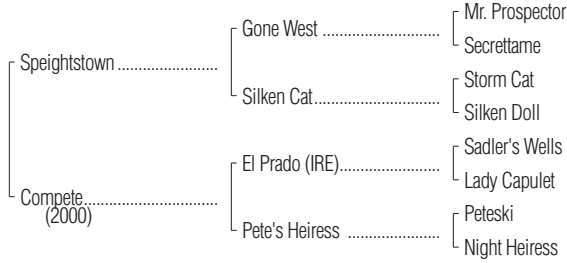 Mr. Prospector
Gone West ........................
Secrettame
Speightstown ........................
Storm Cat
Silken Cat..........................
Silken Doll
Sadler's Wells
El Prado (IRE).....................
Lady Capulet
Compete................................
(2000)
Peteski
Pete's Heiress ...................
Night Heiress